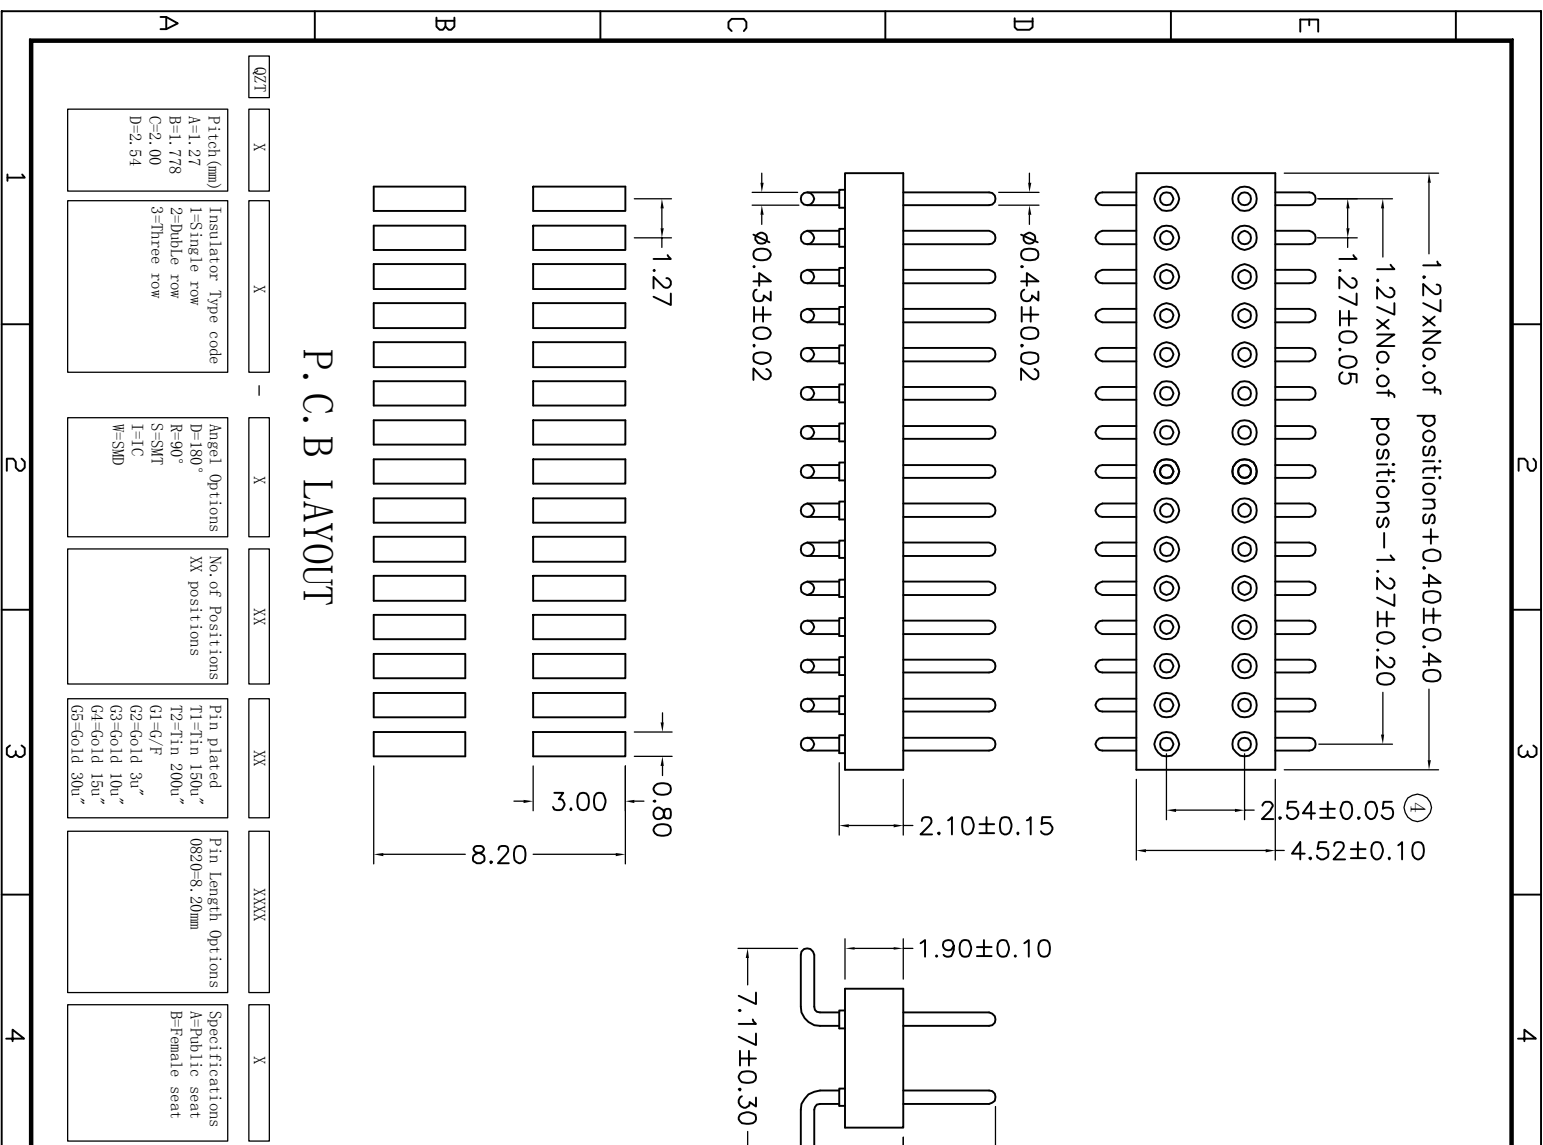 A
B
C
D
E
1
2
3
4
2
3
4
1.27xNo.of positions+0.40±0.40
1.27xNo.of positions-1.27±0.20
1.27±0.05
2.54±0.05 ④
4.52±0.10
ø0.43±0.02
ø0.43±0.02
2.10±0.15
1.90±0.10
7.17±0.30
1.27
0.80
3.00
8.20
P.C.B LAYOUT
QZT
X
X
-
X
XX
XX
XXXX
X
Pitch(mm)
A=1.27
B=1.778
C=2.00
D=2.54
Insulator Type code
1=Single row
2=DubLe row
3=Three row
Angel Options
D=180°
R=90°
S=SMT
I=IC
W=SMD
No.of Positions
XX positions
Pin plated
T1=Tin 150u″
T2=Tin 200u″
G1=G/F
G2=Gold 3u″
G3=Gold 10u″
G4=Gold 15u″
G5=Gold 30u″
Pin Length Options
0820=8.20mm
Specifications
A=Public seat
B=Female seat